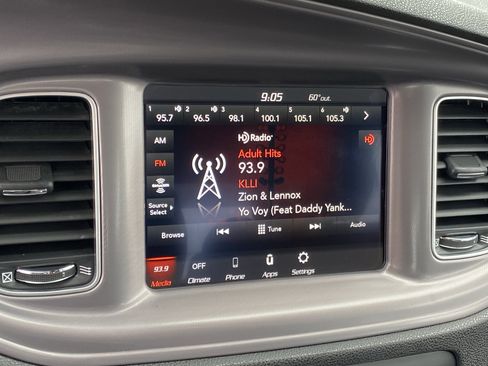 9:05 60°out
1 2 3 4 5 6
95.7 96.5 98.1 100.1 105.1 105.3
AM
HD Radio
Adult Hits
FM
93.9
KLLI
SiriusXM
Zion & Lennox
Source
Select
Yo Voy (Feat Daddy Yank...
Browse Tune Audio
93.9 OFF
Media Climate Phone Apps Settings